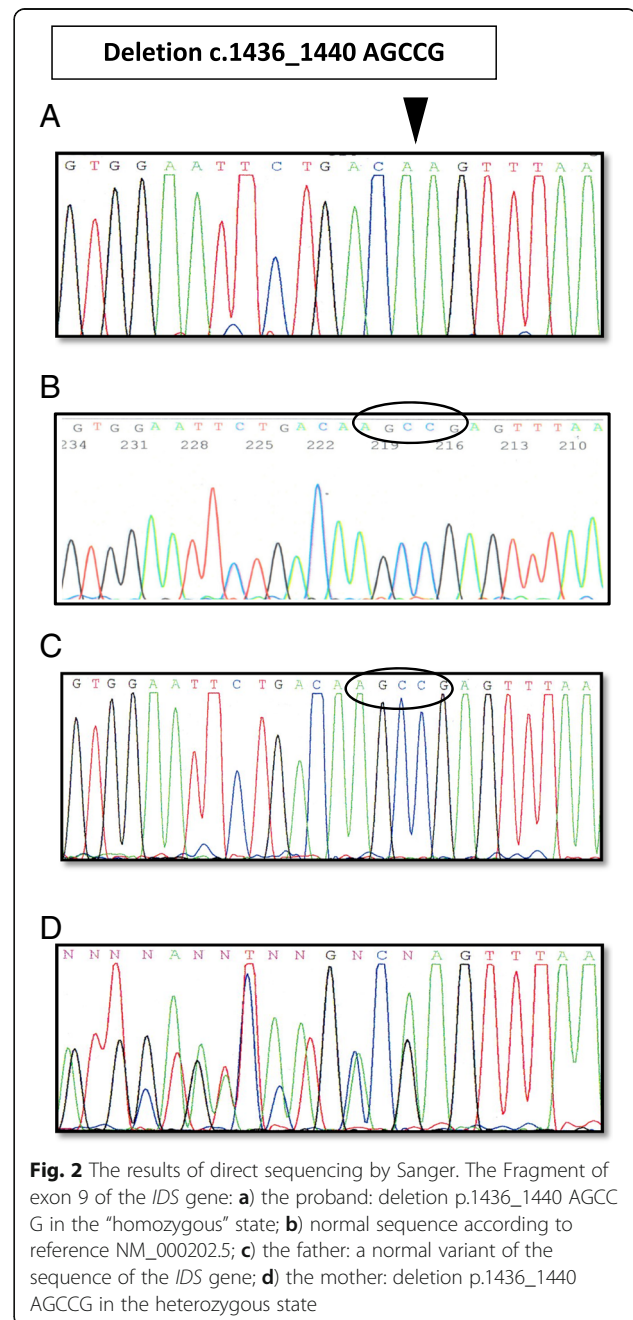 Deletion c.1436_1440 AGCCG
A
G T G G A A T T C T G A C A A G T T T A A
B
G T G G A A T T C T G A C A A G C C G A G T T T A A
234 231 228 225 222 219 216 213 210
C
G T G G A A T T C T G A C A A G C C G A G T T T A A
D
N N N N A N N T N N G N C N A G T T T A A
Fig. 2 The results of direct sequencing by Sanger. The Fragment of
exon 9 of the IDS gene: a) the proband: deletion p.1436_1440 AGCC
G in the “homozygous” state; b) normal sequence according to
reference NM_000202.5; c) the father: a normal variant of the
sequence of the IDS gene; d) the mother: deletion p.1436_1440
AGCCG in the heterozygous state